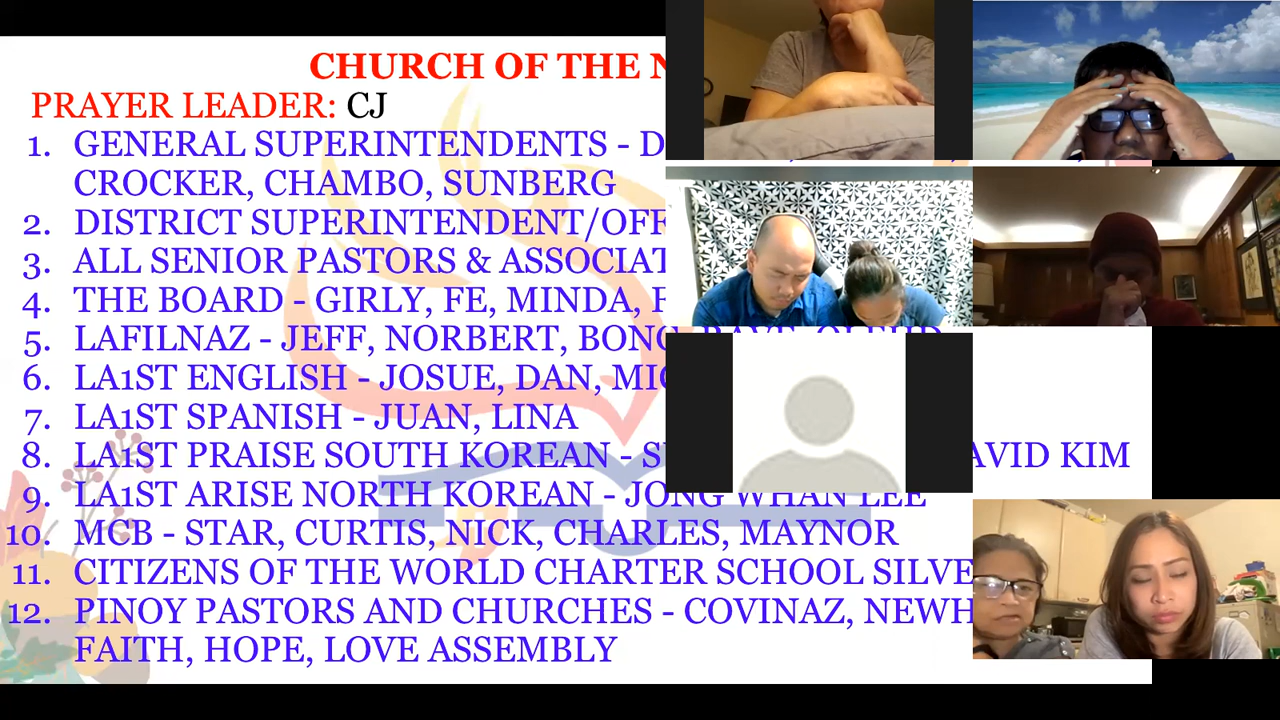 CHURCH OF THE
PRAYER LEADER: CJ
1. GENERAL SUPERINTENDENTS -
CROCKER, CHAMBO, SUNBERG
2. DISTRICT SUPERINTENDENT/OFF
3. ALL SENIOR PASTORS & ASSOCIAT
4. THE BOARD - GIRLY, FE, MINDA,
5. LAFILNAZ - JEFF, NORBERT, BONG
6. LA1ST ENGLISH - JOSUE, DAN,
7. LA1ST SPANISH - JUAN, LINA
8. LA1ST PRAISE SOUTH KOREAN - AVID KIM
9. LA1ST ARISE NORTH KOREAN - JONG WHAN LEE
10. MCB - STAR, CURTIS, NICK, CHARLES, MAYNOR
11. CITIZENS OF THE WORLD CHARTER SCHOOL SILVE
12. PINOY PASTORS AND CHURCHES - COVINAZ, NEWH
FAITH, HOPE, LOVE ASSEMBLY